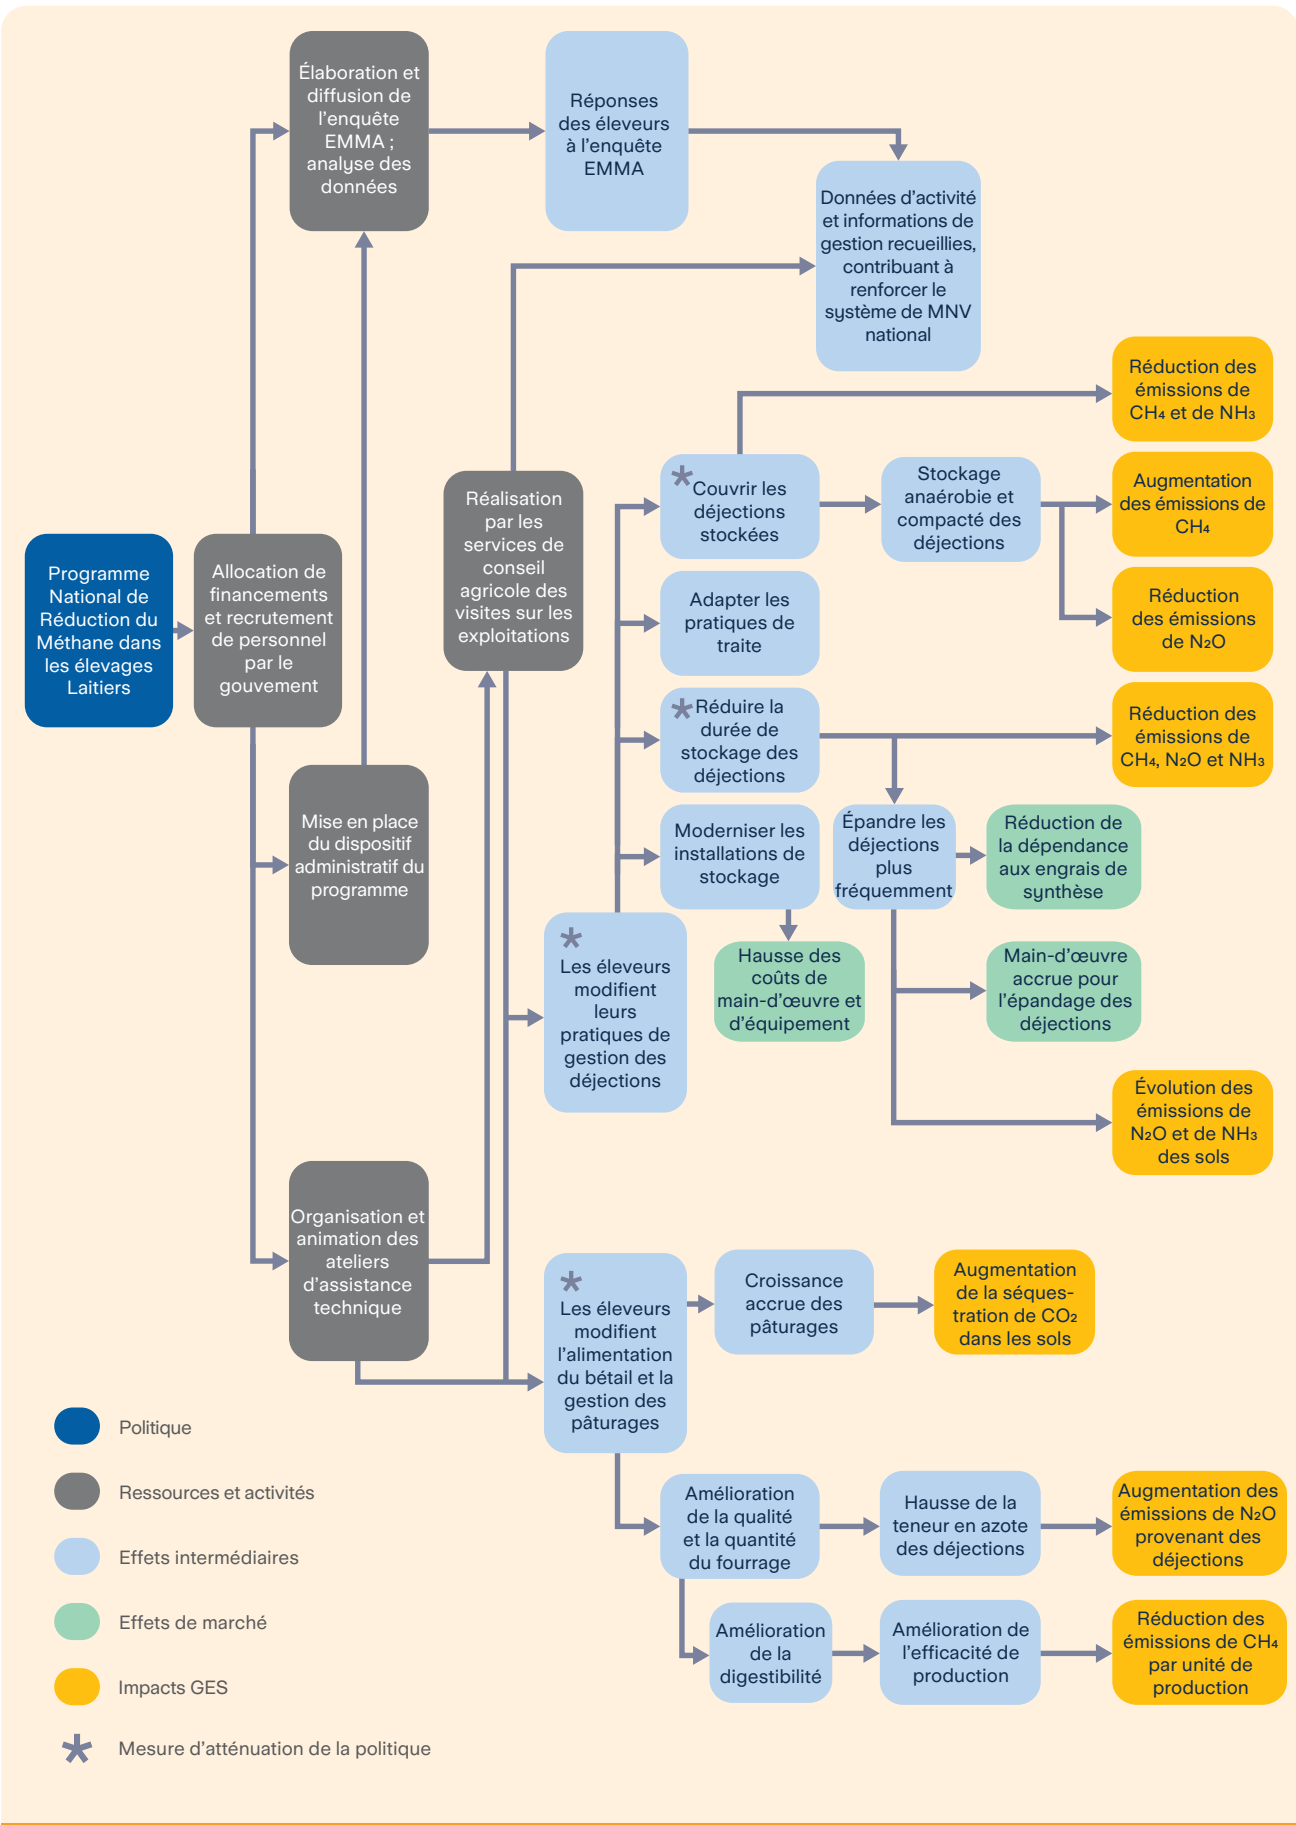 Élaboration et
diffusion de
l'enquête
EMMA ;
analyse des
données
Réponses
des éleveurs
à l'enquête
EMMA
Données d'activité
et informations de
gestion recueillies,
contribuant à
renforcer le
système de MNV
national
Réduction des
émissions de
CH₄ et de NH₃
Réalisation
par les
services de
conseil
agricole des
visites sur les
exploitations
Couvrir les
déjections
stockées
Stockage
anaérobie et
compacté des
déjections
Augmentation
des émissions de
CH₄
Programme
National de
Réduction du
Méthane dans
les élevages
Laitiers
Allocation de
financements
et recrutement
de personnel
par le
gouvement
Adapter les
pratiques de
traite
Réduction
des émissions
de N₂O
Réduire la
durée de
stockage des
déjections
Réduction des
émissions de
CH₄, N₂O et NH₃
Mise en place
du dispositif
administratif du
programme
Moderniser les
installations de
stockage
Épandre les
déjections
plus
fréquemment
Réduction de
la dépendance
aux engrais de
synthèse
Les éleveurs
modifient
leurs
pratiques de
gestion des
déjections
Hausse des
coûts de
main-d'œuvre et
d'équipement
Main-d'œuvre
accrue pour
l'épandage des
déjections
Évolution des
émissions de
N₂O et de NH₃
des sols
Organisation et
animation des
ateliers
d'assistance
technique
Les éleveurs
modifient
l'alimentation
du bétail et la
gestion des
pâturages
Croissance
accrue des
pâturages
Augmentation
de la séques-
tration de CO₂
dans les sols
Amélioration
de la qualité
et la quantité
du fourrage
Hausse de la
teneur en azote
des déjections
Augmentation des
émissions de N₂O
provenant des
déjections
Amélioration
de la
digestibilité
Amélioration de
l'efficacité de
production
Réduction des
émissions de CH₄
par unité de
production
Politique
Ressources et activités
Effets intermédiaires
Effets de marché
Impacts GES
Mesure d'atténuation de la politique